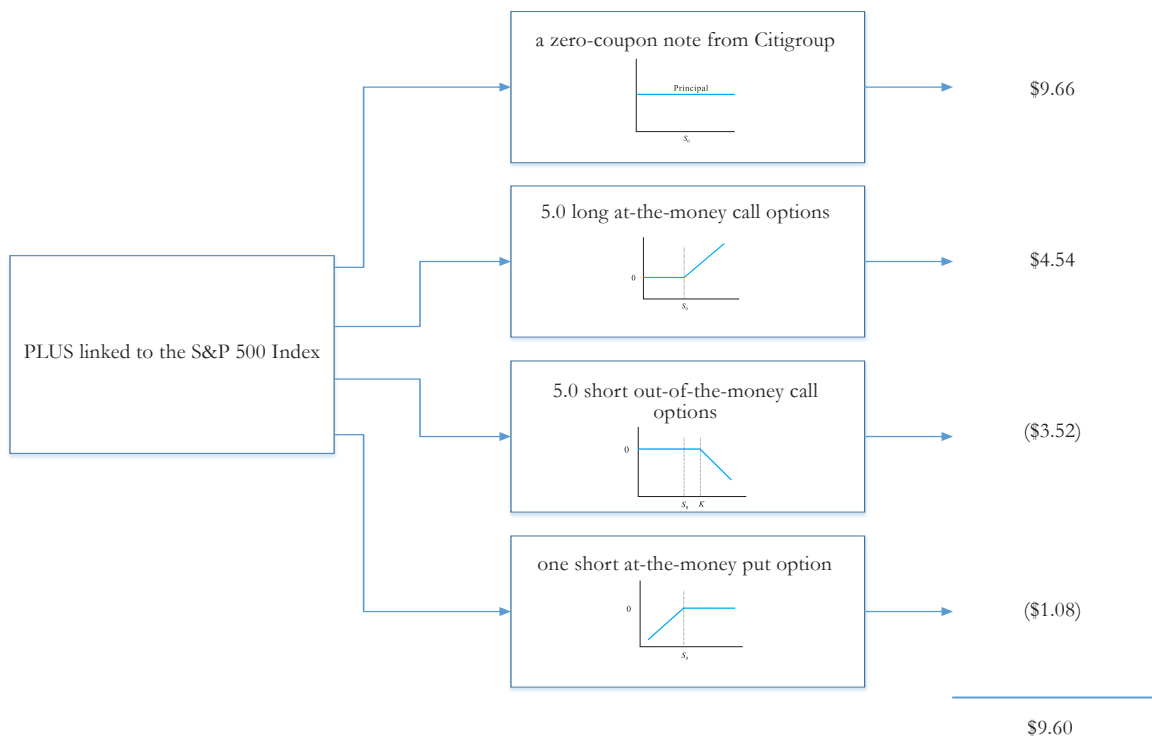 PLUS linked to the S&P 500 Index
a zero-coupon note from Citigroup
Principal
S₀
$9.66
5.0 long at-the-money call options
0
S₀
$4.54
5.0 short out-of-the-money call
options
0
S₀ K
($3.52)
one short at-the-money put option
0
S₀
($1.08)
$9.60